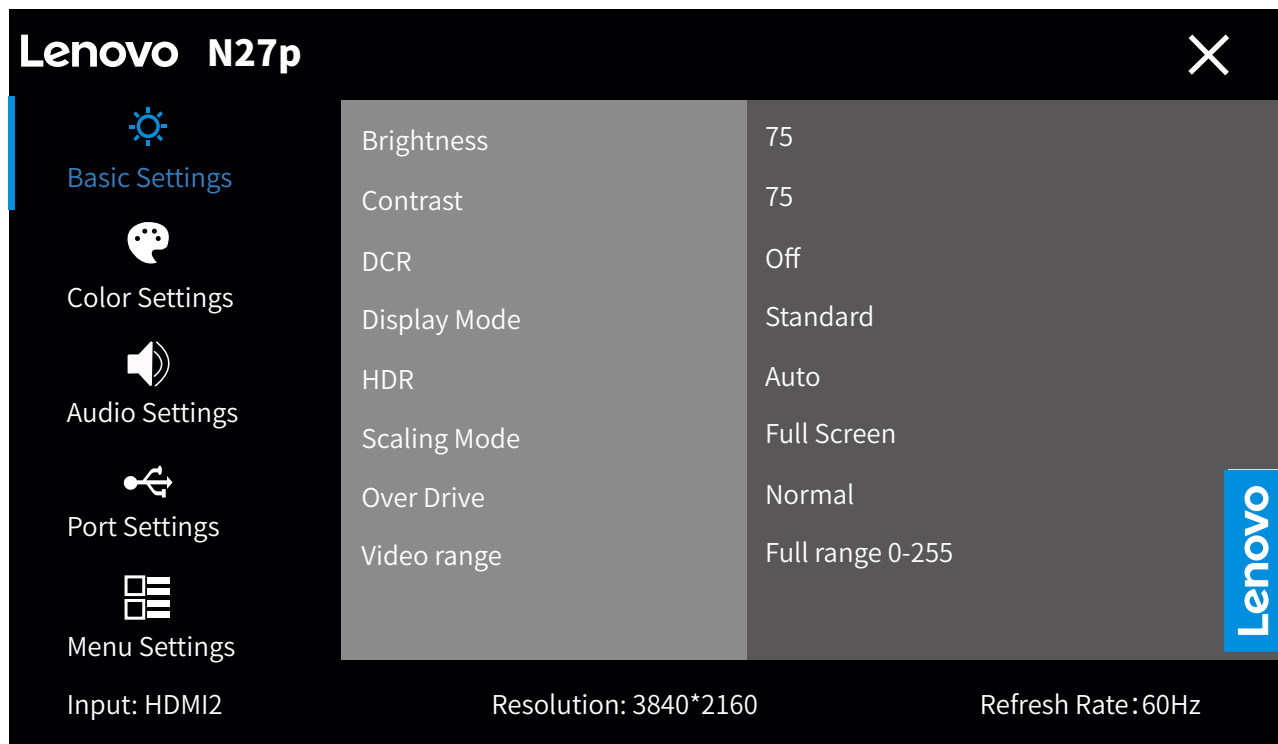 Lenovo N27p
Basic Settings
Color Settings
Audio Settings
Port Settings
Menu Settings
Brightness 75
Contrast 75
DCR Off
Display Mode Standard
HDR Auto
Scaling Mode Full Screen
Over Drive Normal
Video range Full range 0-255
Lenovo
Input: HDMI2 Resolution: 3840*2160 Refresh Rate：60Hz